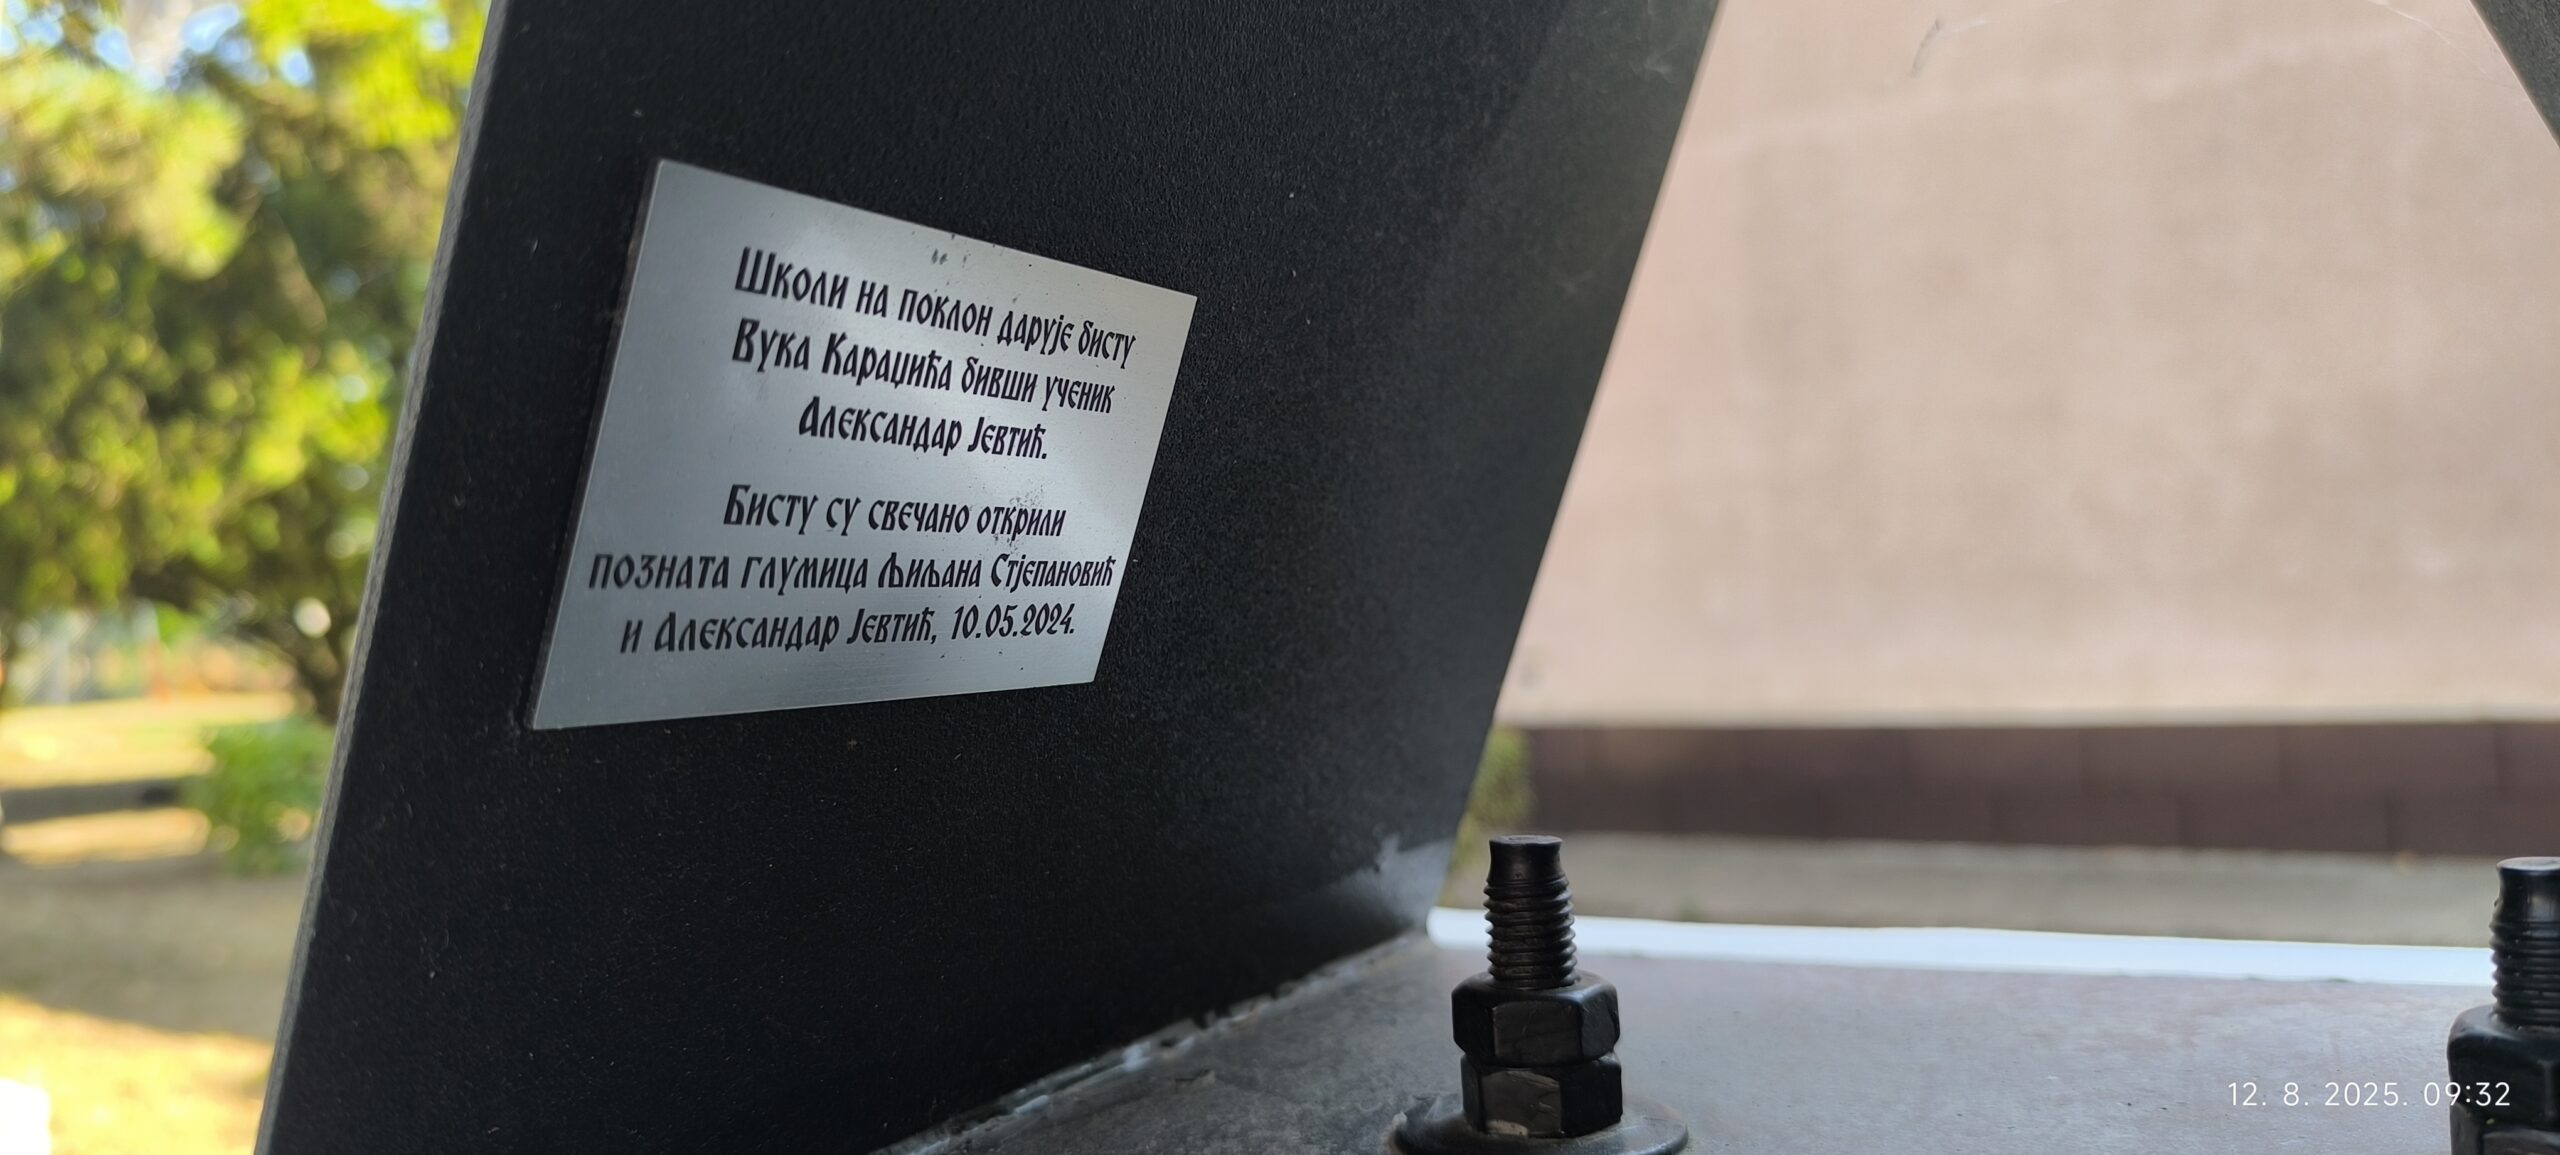 Школи на поклон дарује бисту
Вука Караџића бивши ученик
Александар Јевтић.
Бисту су свечано открили
позната глумица Љиљана Стјепановић
и Александар Јевтић, 10.05.2024.
12. 8. 2025. 09:32